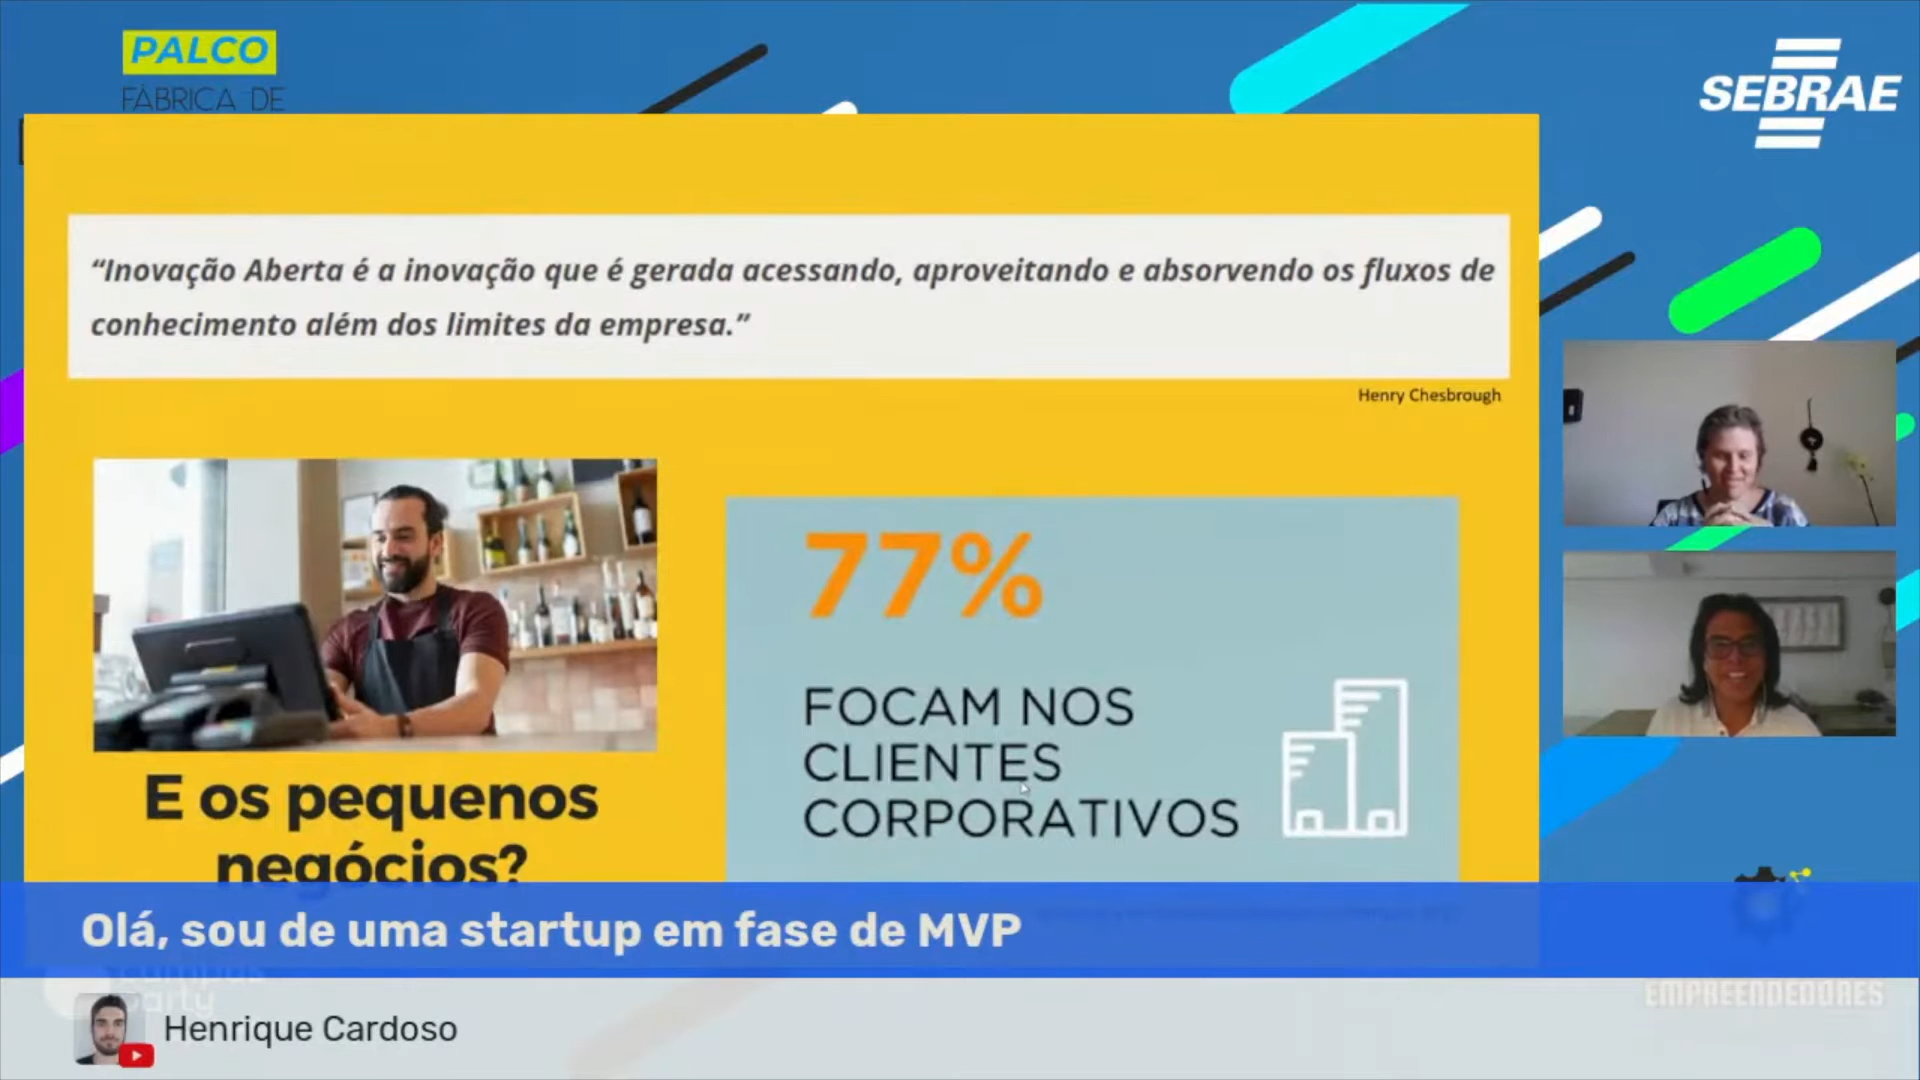 PALCO
FÁBRICA DE
SEBRAE
“Inovação Aberta é a inovação que é gerada acessando, aproveitando e absorvendo os fluxos de
conhecimento além dos limites da empresa.”
Henry Chesbrough
77%
FOCAM NOS
CLIENTES
CORPORATIVOS
E os pequenos
negócios?
Olá, sou de uma startup em fase de MVP
campus
party
Henrique Cardoso
EMPREENDEDORES